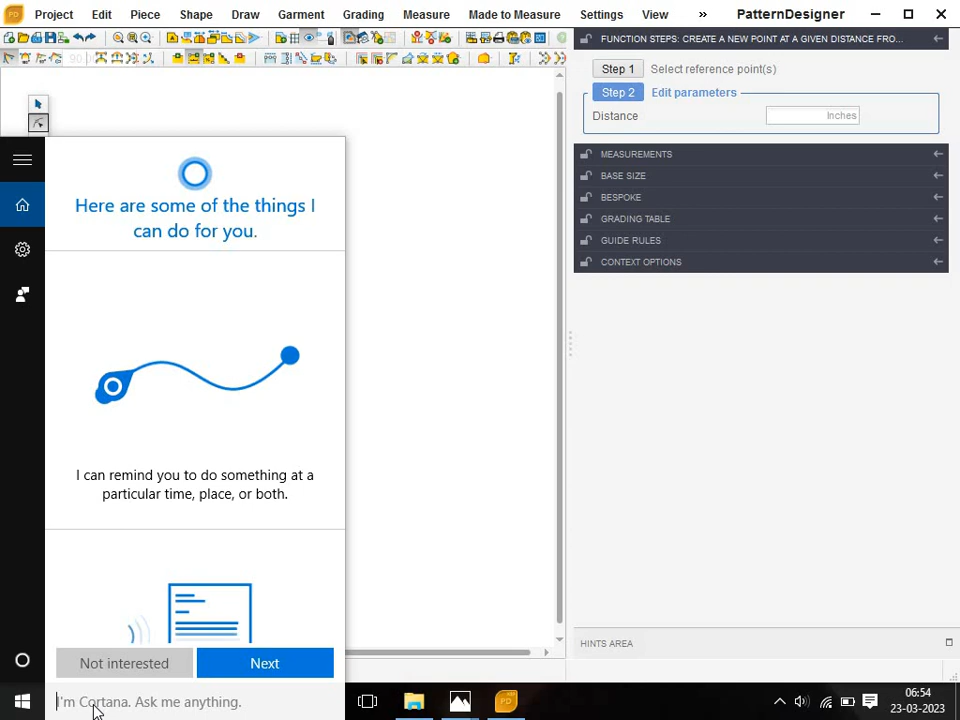 Project Edit Piece Shape Draw Garment Grading Measure Made to Measure Settings View » PatternDesigner
FUNCTION STEPS: CREATE A NEW POINT AT A GIVEN DISTANCE FRO...
Step 1 Select reference point(s)
Step 2 Edit parameters
Distance Inches
MEASUREMENTS
BASE SIZE
BESPOKE
GRADING TABLE
GUIDE RULES
CONTEXT OPTIONS
Here are some of the things I
can do for you.
I can remind you to do something at a
particular time, place, or both.
Not interested Next
HINTS AREA
I'm Cortana. Ask me anything.
PD
06:54
23-03-2023